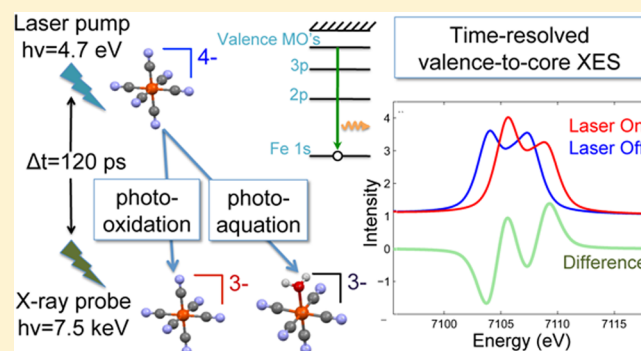 Laser pump
hν=4.7 eV
4-
Δt=120 ps
photo-
oxidation
photo-
aquation
X-ray probe
hν=7.5 keV
3-
3-
Valence MO's
3p
2p
Fe 1s
Time-resolved
valence-to-core XES
Laser On
Laser Off
Difference
Intensity
4
3
2
1
0
−1
7100 7105 7110 7115
Energy (eV)